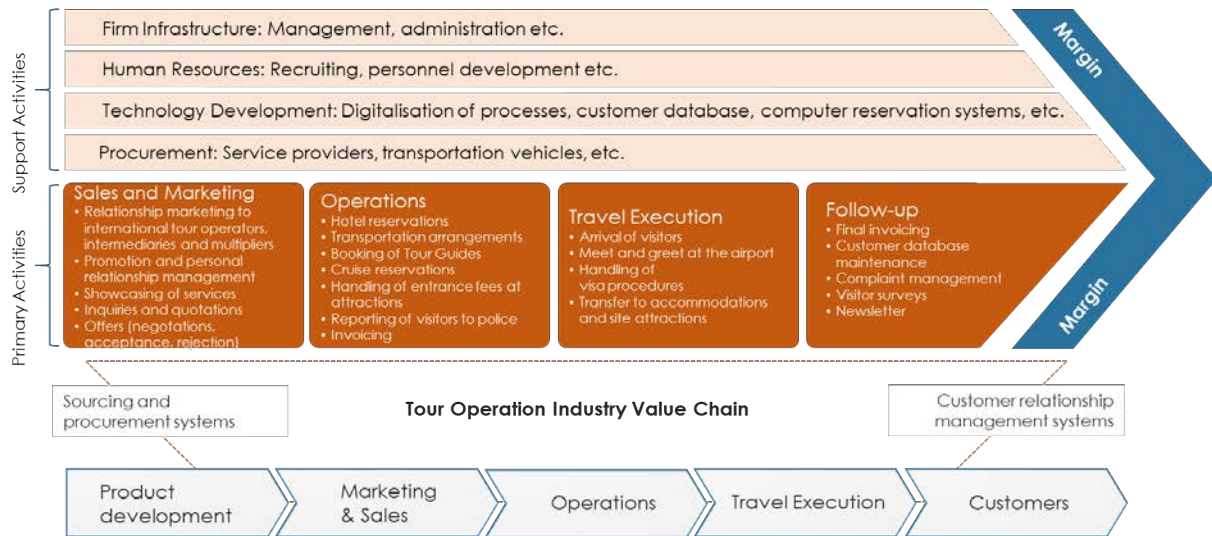 Support Activities
Firm Infrastructure: Management, administration etc.
Human Resources: Recruiting, personnel development etc.
Technology Development: Digitalisation of processes, customer database, computer reservation systems, etc.
Procurement: Service providers, transportation vehicles, etc.
Margin
Primary Activities
Sales and Marketing
• Relationship marketing to
international tour operators,
intermediaries and multipliers
• Promotion and personal
relationship management
• Showcasing of services
• Inquiries and quotations
• Offers (negotations,
acceptance, rejection)
Operations
• Hotel reservations
• Transportation arrangements
• Booking of Tour Guides
• Cruise reservations
• Handling of entrance fees at
attractions
• Reporting of visitors to police
• Invoicing
Travel Execution
• Arrival of visitors
• Meet and greet at the airport
• Handling of
visa procedures
• Transfer to accommodations
and site attractions
Follow-up
• Final invoicing
• Customer database
maintenance
• Complaint management
• Visitor surveys
• Newsletter
Margin
Sourcing and
procurement systems
Tour Operation Industry Value Chain
Customer relationship
management systems
Product
development
Marketing
& Sales
Operations
Travel Execution
Customers